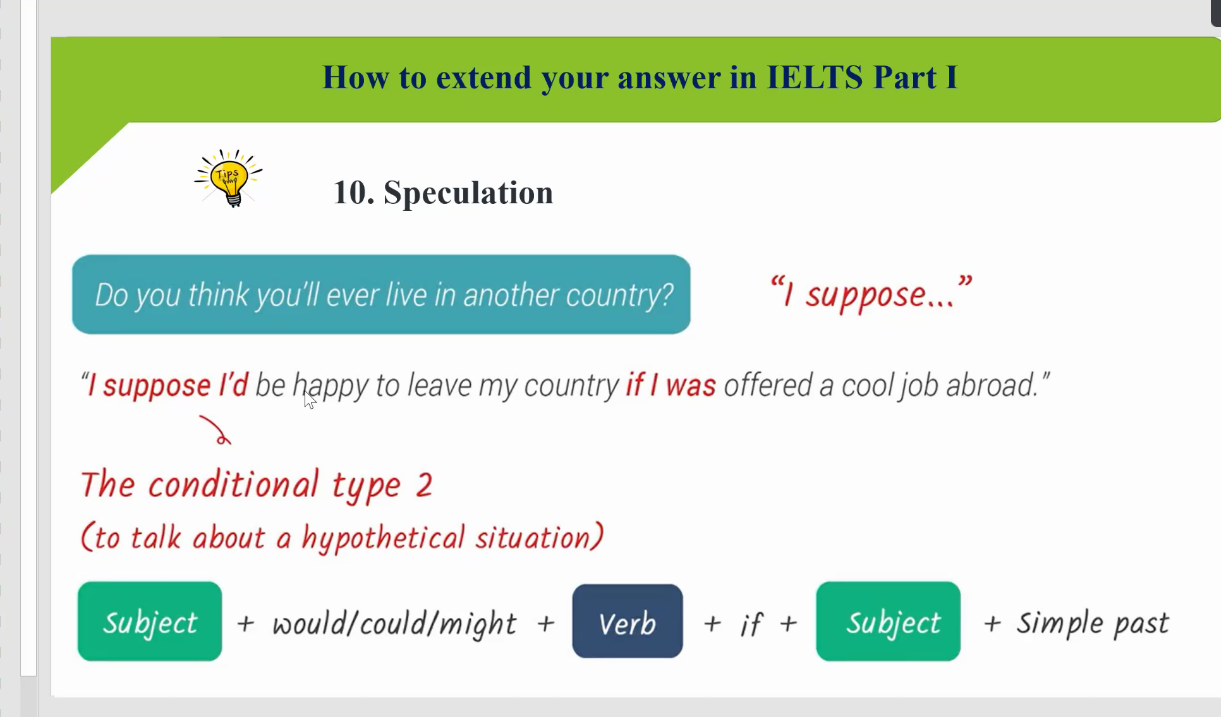 How to extend your answer in IELTS Part I
Tips
10. Speculation
Do you think you'll ever live in another country?
“I suppose...”
“I suppose I'd be happy to leave my country if I was offered a cool job abroad.”
The conditional type 2
(to talk about a hypothetical situation)
Subject + would/could/might + Verb + if + Subject + Simple past